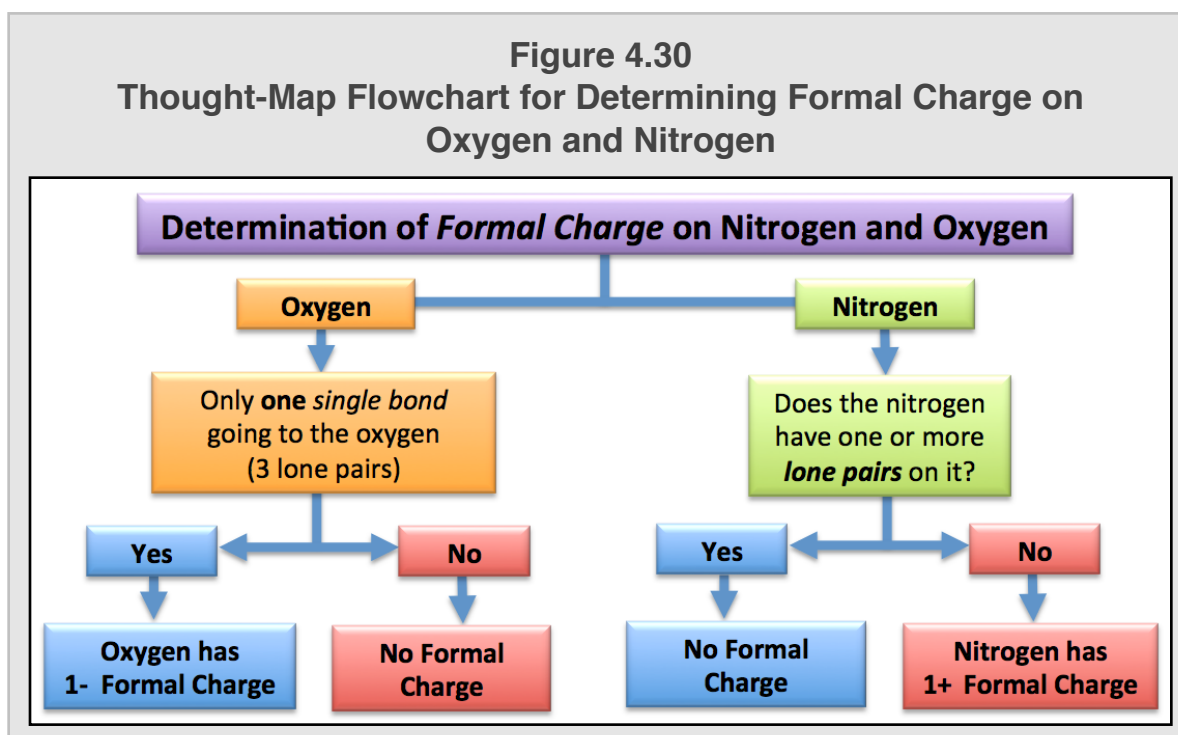 Figure 4.30
Thought-Map Flowchart for Determining Formal Charge on
Oxygen and Nitrogen
Determination of Formal Charge on Nitrogen and Oxygen
Oxygen
Nitrogen
Only one single bond
going to the oxygen
(3 lone pairs)
Does the nitrogen
have one or more
lone pairs on it?
Yes
No
Yes
No
Oxygen has
1- Formal Charge
No Formal
Charge
No Formal
Charge
Nitrogen has
1+ Formal Charge